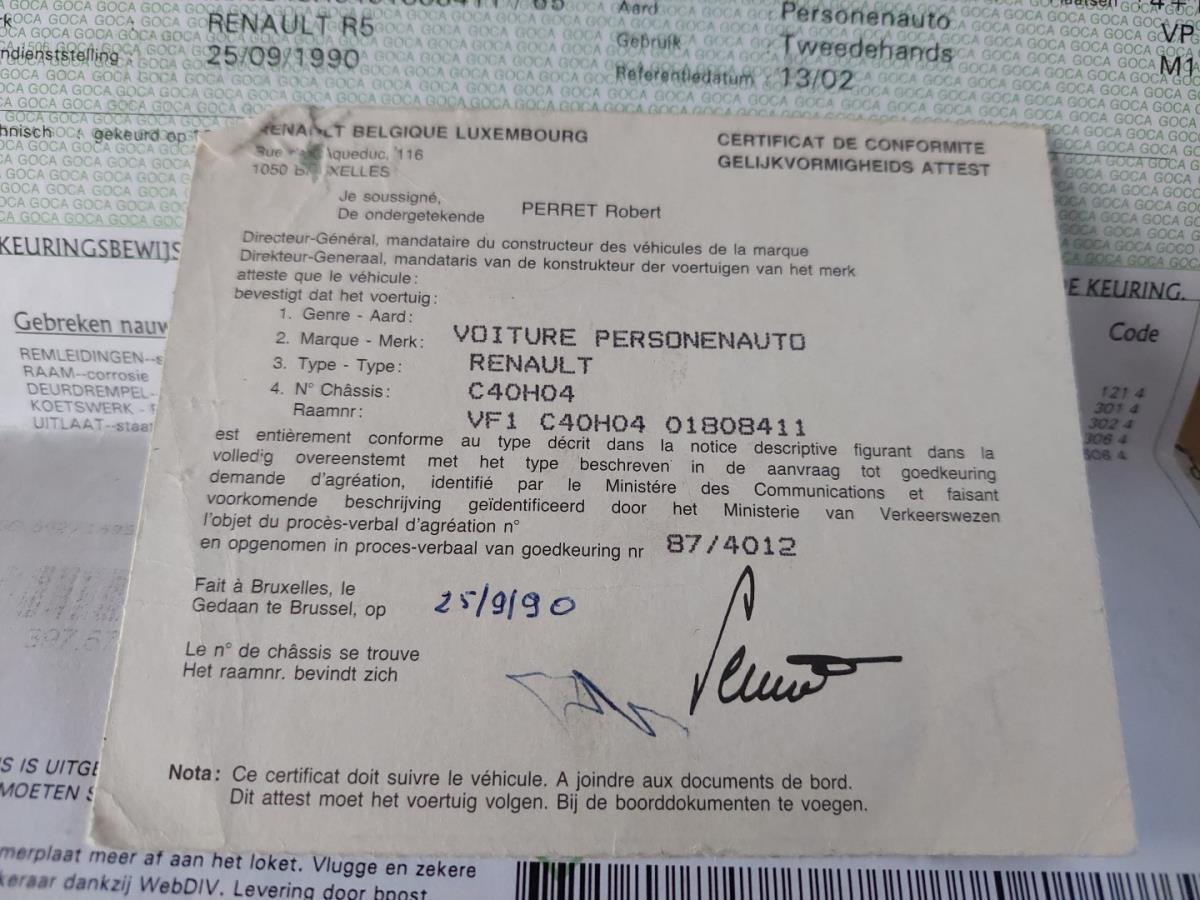 RENAULT R5
25/09/1990
Aard : Personenauto
Gebruik : Tweedehands
Referentiedatum : 13/02
VP
M1
gekeurd op
KEURINGSBEWIJS
DE KEURING.
Gebreken
Code
REMLEIDINGEN
RAAM--corrosie
DEURDREMPEL
KOETSWERK
UITLAAT
121 4
301 4
302 4
306 4
RENAULT BELGIQUE LUXEMBOURG
Aqueduc, 116
1050 BRUXELLES
CERTIFICAT DE CONFORMITE
GELIJKVORMIGHEIDS ATTEST
Je soussigné,
De ondergetekende
PERRET Robert
Directeur-Général, mandataire du constructeur des véhicules de la marque
Direkteur-Generaal, mandataris van de konstrukteur der voertuigen van het merk
atteste que le véhicule :
bevestigt dat het voertuig :
1. Genre - Aard :
2. Marque - Merk : VOITURE PERSONENAUTO
3. Type - Type : RENAULT
4. N° Châssis : C40H04
Raamnr : VF1 C40H04 01808411
est entièrement conforme au type décrit dans la notice descriptive figurant dans la
volledig overeenstemt met het type beschreven in de aanvraag tot goedkeuring
demande d'agréation, identifié par le Ministére des Communications et faisant
voorkomende beschrijving geïdentificeerd door het Ministerie van Verkeerswezen
l'objet du procès-verbal d'agréation n°
en opgenomen in proces-verbaal van goedkeuring nr 87/4012
Fait à Bruxelles, le
Gedaan te Brussel, op
25/9/90
Le n° de châssis se trouve
Het raamnr. bevindt zich
Nota : Ce certificat doit suivre le véhicule. A joindre aux documents de bord.
Dit attest moet het voertuig volgen. Bij de boorddokumenten te voegen.
MOETEN
meer af aan het loket. Vlugge en zekere
dankzij WebDIV. Levering door bpost